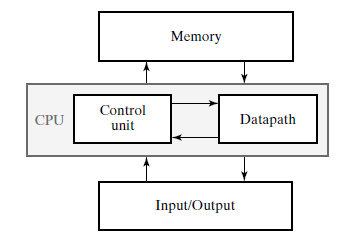 Memory
CPU
Control
unit
Datapath
Input/Output